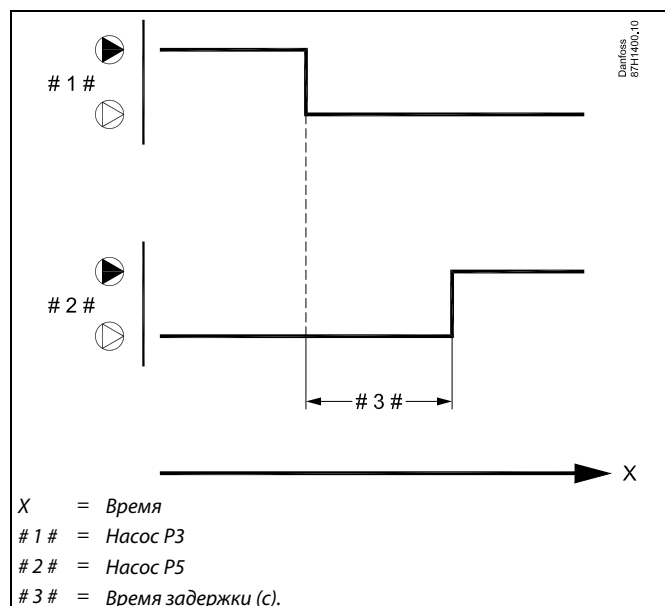 Danfoss
87H1400.10
# 1 #
# 2 #
# 3 #
X
X = Время
# 1 # = Насос P3
# 2 # = Насос P5
# 3 # = Время задержки (с).